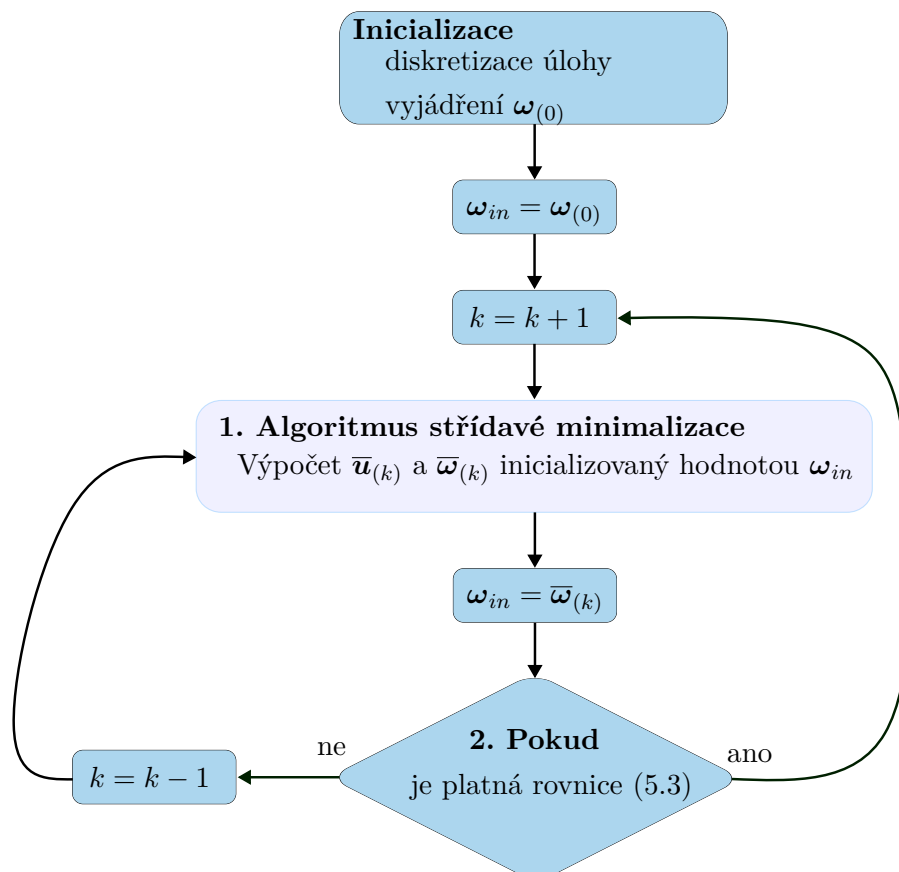 Inicializace
diskretizace úlohy
vyjádření ω(0)
ωin = ω(0)
k = k + 1
1. Algoritmus střídavé minimalizace
Výpočet u̅(k) a ω̅(k) inicializovaný hodnotou ωin
ωin = ω̅(k)
2. Pokud
ne
ano
k = k − 1
je platná rovnice (5.3)